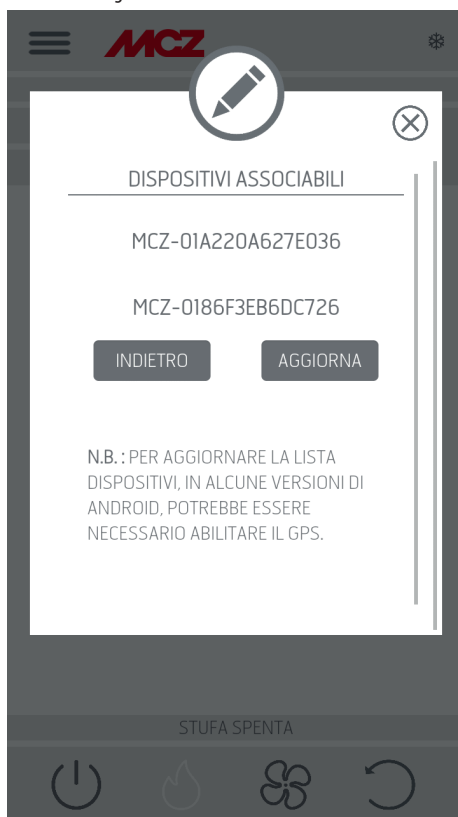 MCZ
DISPOSITIVI ASSOCIABILI
MCZ-01A220A627E036
MCZ-0186F3EB6DC726
INDIETRO
AGGIORNA
N.B. : PER AGGIORNARE LA LISTA
DISPOSITIVI, IN ALCUNE VERSIONI DI
ANDROID, POTREBBE ESSERE
NECESSARIO ABILITARE IL GPS.
STUFA SPENTA